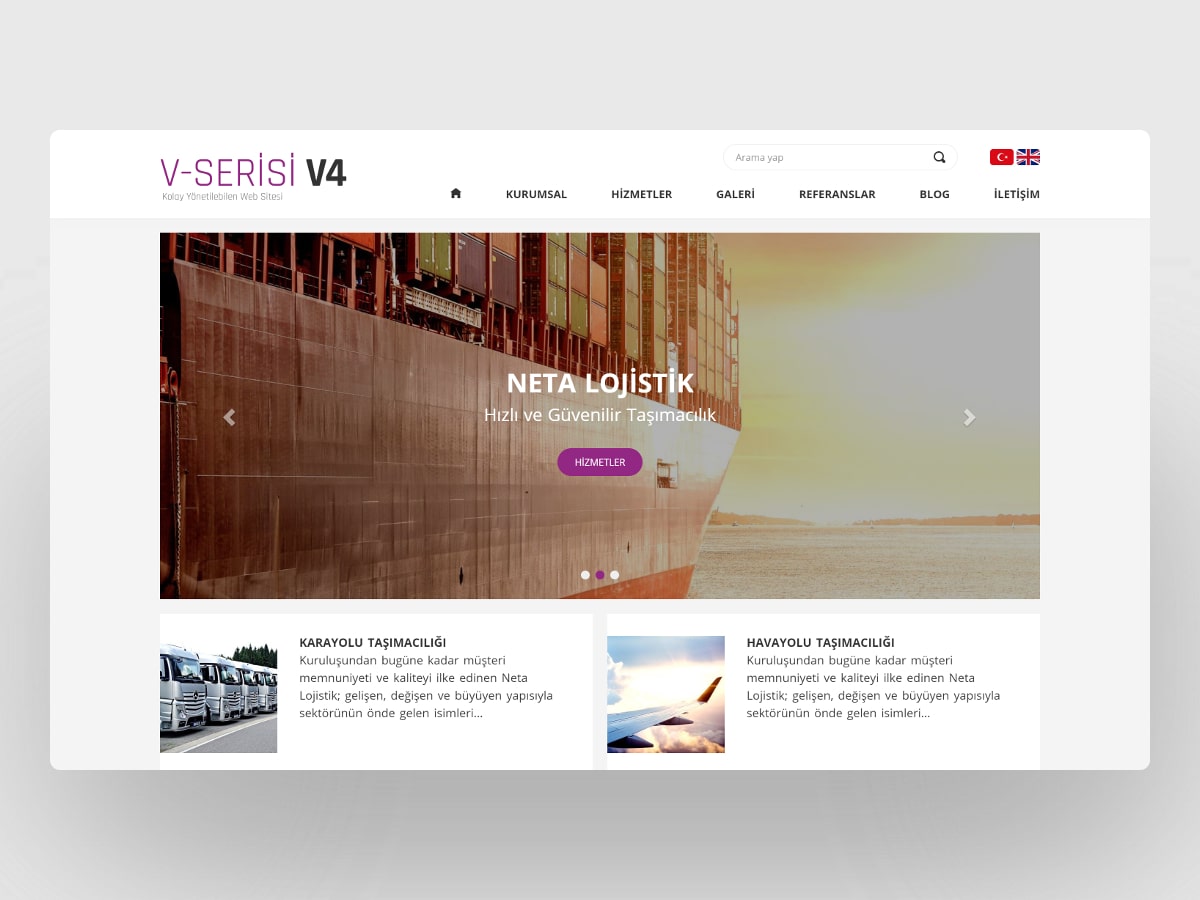 V-SERİSİ V4
Kolay Yönetilebilen Web Sitesi
Arama yap
KURUMSAL HİZMETLER GALERİ REFERANSLAR BLOG İLETİŞİM
NETA LOJİSTİK
Hızlı ve Güvenilir Taşımacılık
HİZMETLER
KARAYOLU TAŞIMACILIĞI
Kuruluşundan bugüne kadar müşteri
memnuniyeti ve kaliteyi ilke edinen Neta
Lojistik; gelişen, değişen ve büyüyen yapısıyla
sektörünün önde gelen isimleri...
HAVAYOLU TAŞIMACILIĞI
Kuruluşundan bugüne kadar müşteri
memnuniyeti ve kaliteyi ilke edinen Neta
Lojistik; gelişen, değişen ve büyüyen yapısıyla
sektörünün önde gelen isimleri...